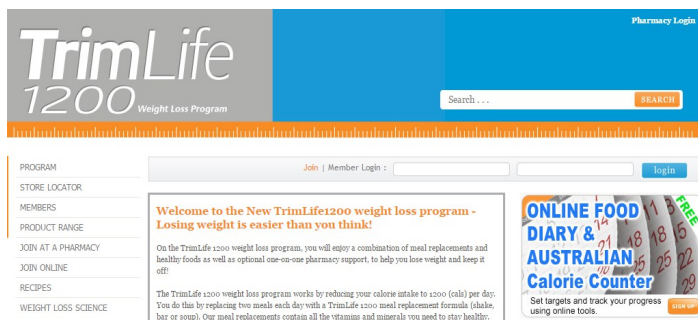 Pharmacy Login
TrimLife
1200 Weight Loss Program
Search . . .
SEARCH
Join | Member Login :
login
PROGRAM
STORE LOCATOR
MEMBERS
PRODUCT RANGE
JOIN AT A PHARMACY
JOIN ONLINE
RECIPES
WEIGHT LOSS SCIENCE
Welcome to the New TrimLife1200 weight loss program -
Losing weight is easier than you think!
On the TrimLife 1200 weight loss program, you will enjoy a combination of meal replacements and
healthy foods as well as optional one-on-one pharmacy support, to help you lose weight and keep it
off!
The TrimLife 1200 weight loss program works by reducing your calorie intake to 1200 (cals) per day.
You do this by replacing two meals each day with a TrimLife 1200 meal replacement formula (shake,
bar or soup). Our meal replacements contain all the vitamins and minerals you need to stay healthy.
ONLINE FOOD
DIARY &
AUSTRALIAN
Calorie Counter
FREE
Set targets and track your progress
using online tools.
SIGN UP